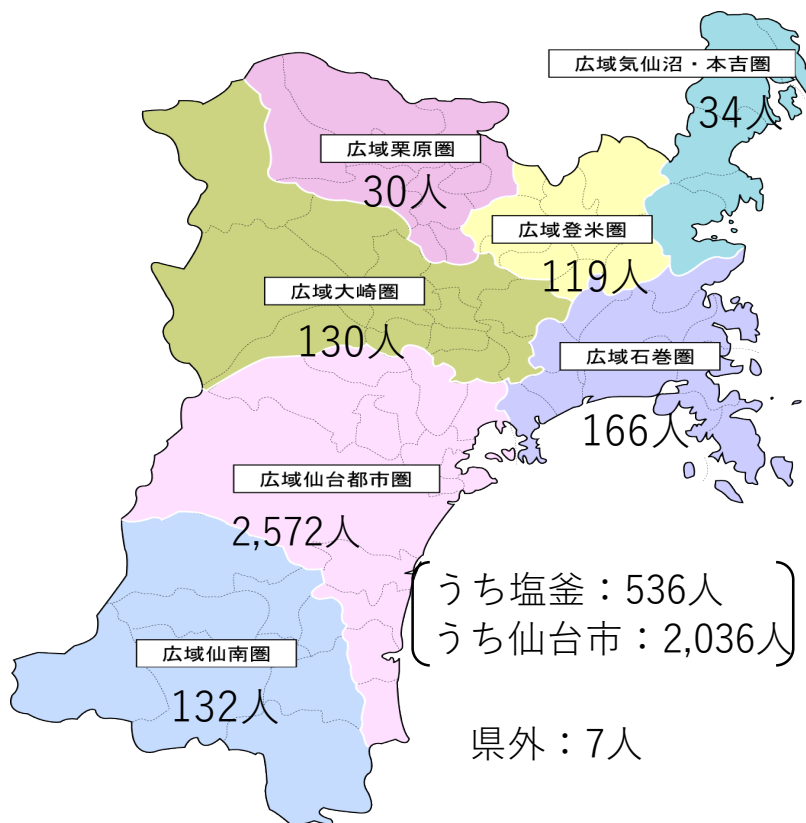 広域気仙沼・本吉圏
34人
広域栗原圏
30人
広域登米圏
119人
広域大崎圏
130人
広域石巻圏
166人
広域仙台都市圏
2,572人
うち塩釜：536人
うち仙台市：2,036人
広域仙南圏
132人
県外：7人